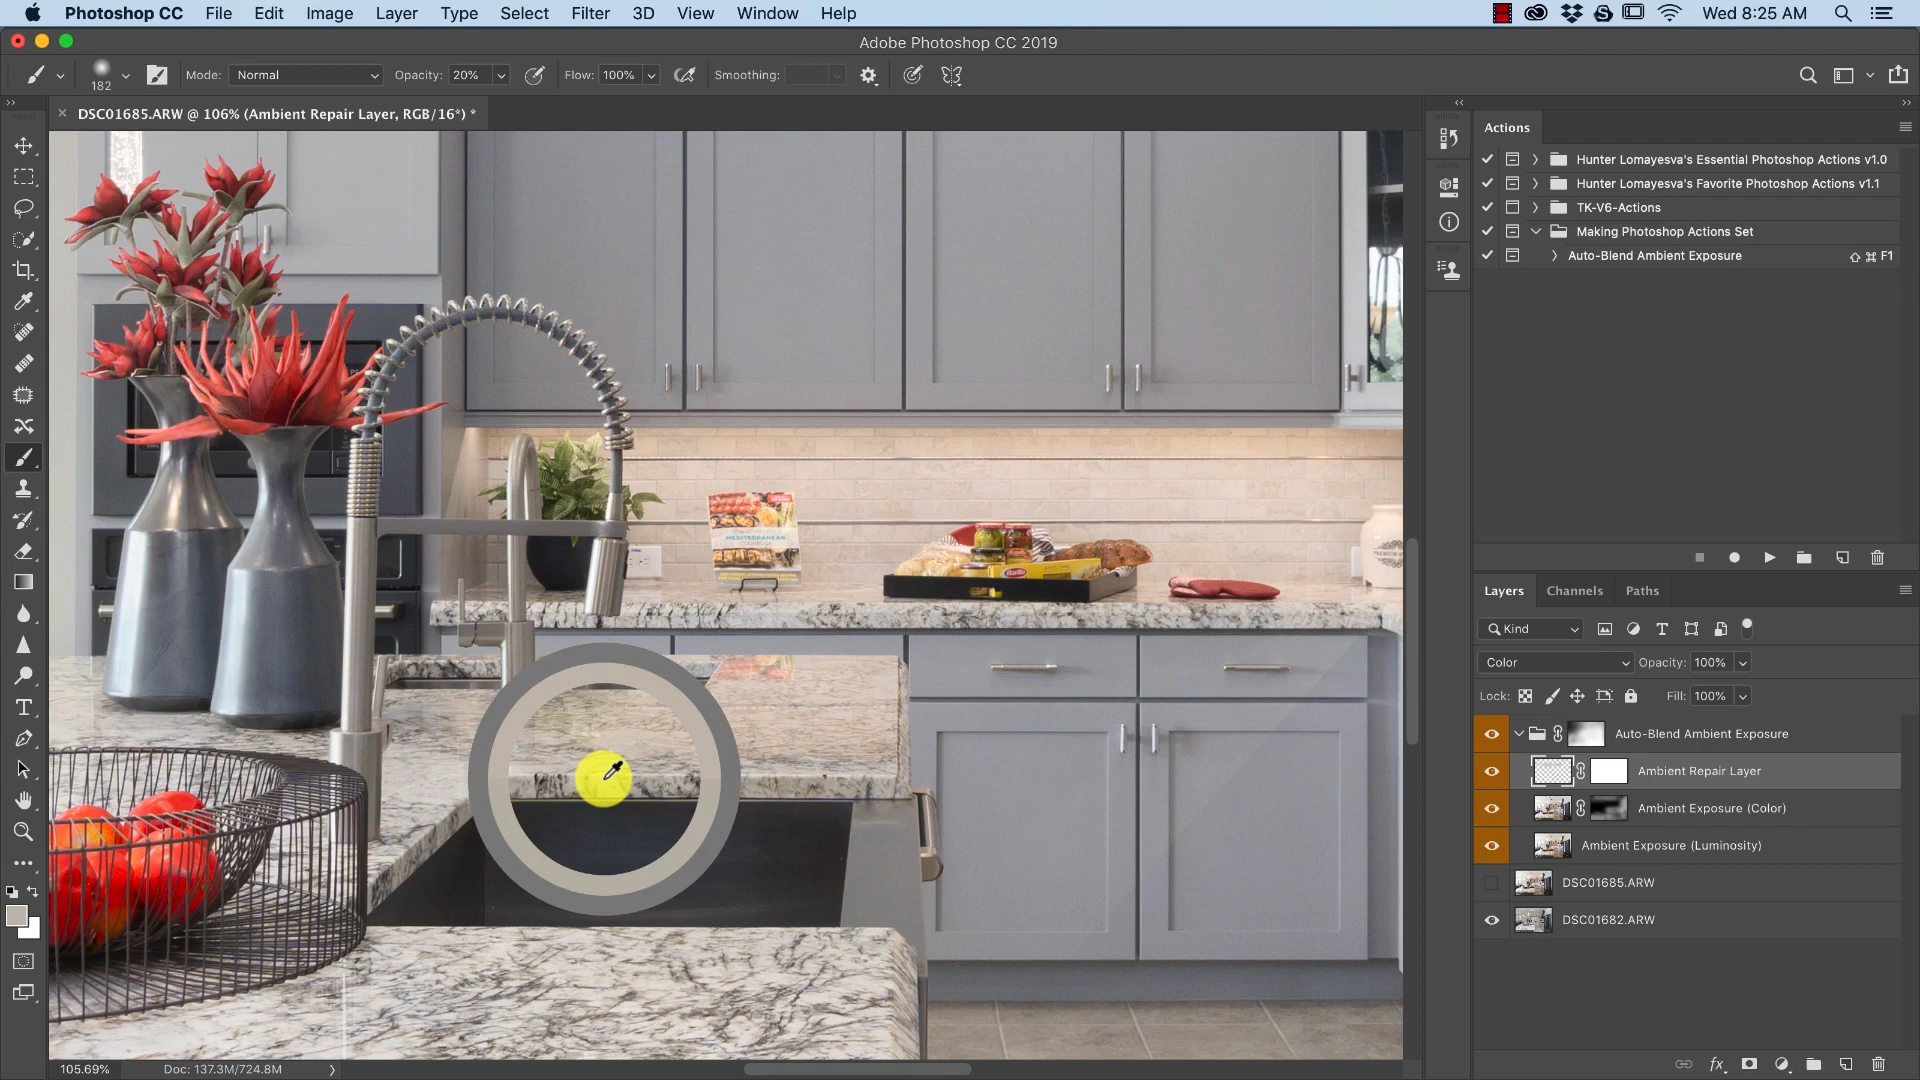 Photoshop CC File Edit Image Layer Type Select Filter 3D View Window Help Wed 8:25 AM
Adobe Photoshop CC 2019
182 Mode: Normal Opacity: 20% Flow: 100% Smoothing:
DSC01685.ARW @ 106% (Ambient Repair Layer, RGB/16*) *
Actions
Hunter Lomayesva's Essential Photoshop Actions v1.0
Hunter Lomayesva's Favorite Photoshop Actions v1.1
TK-V6-Actions
Making Photoshop Actions Set
Auto-Blend Ambient Exposure F1
MEDITERRANEAN
Barilla
Layers Channels Paths
Kind
Color Opacity: 100%
Lock: Fill: 100%
Auto-Blend Ambient Exposure
Ambient Repair Layer
Ambient Exposure (Color)
Ambient Exposure (Luminosity)
DSC01685.ARW
DSC01682.ARW
105.69% Doc: 137.3M/724.8M